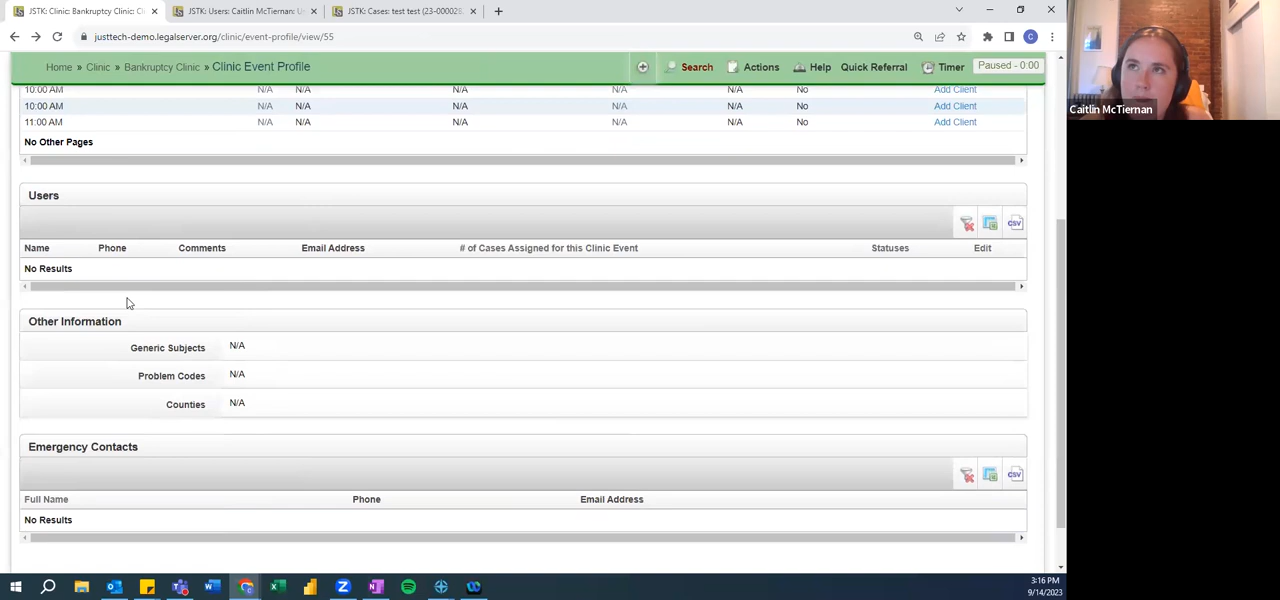 JSTK: Clinic: Bankruptcy Clinic: Cli
JSTK: Users: Caitlin McTiernan: U
JSTK: Cases: test test (23-000028
justtech-demo.legalserver.org/clinic/event-profile/view/55
C
Home » Clinic » Bankruptcy Clinic » Clinic Event Profile
Search Actions Help Quick Referral Timer Paused - 0:00
10:00 AM N/A N/A N/A N/A N/A No Add Client
10:00 AM N/A N/A N/A N/A N/A No Add Client
11:00 AM N/A N/A N/A N/A N/A No Add Client
No Other Pages
Users
CSV
Name Phone Comments Email Address # of Cases Assigned for this Clinic Event Statuses Edit
No Results
Other Information
Generic Subjects N/A
Problem Codes N/A
Counties N/A
Emergency Contacts
CSV
Full Name Phone Email Address
No Results
3:16 PM
9/14/2023
Caitlin McTiernan